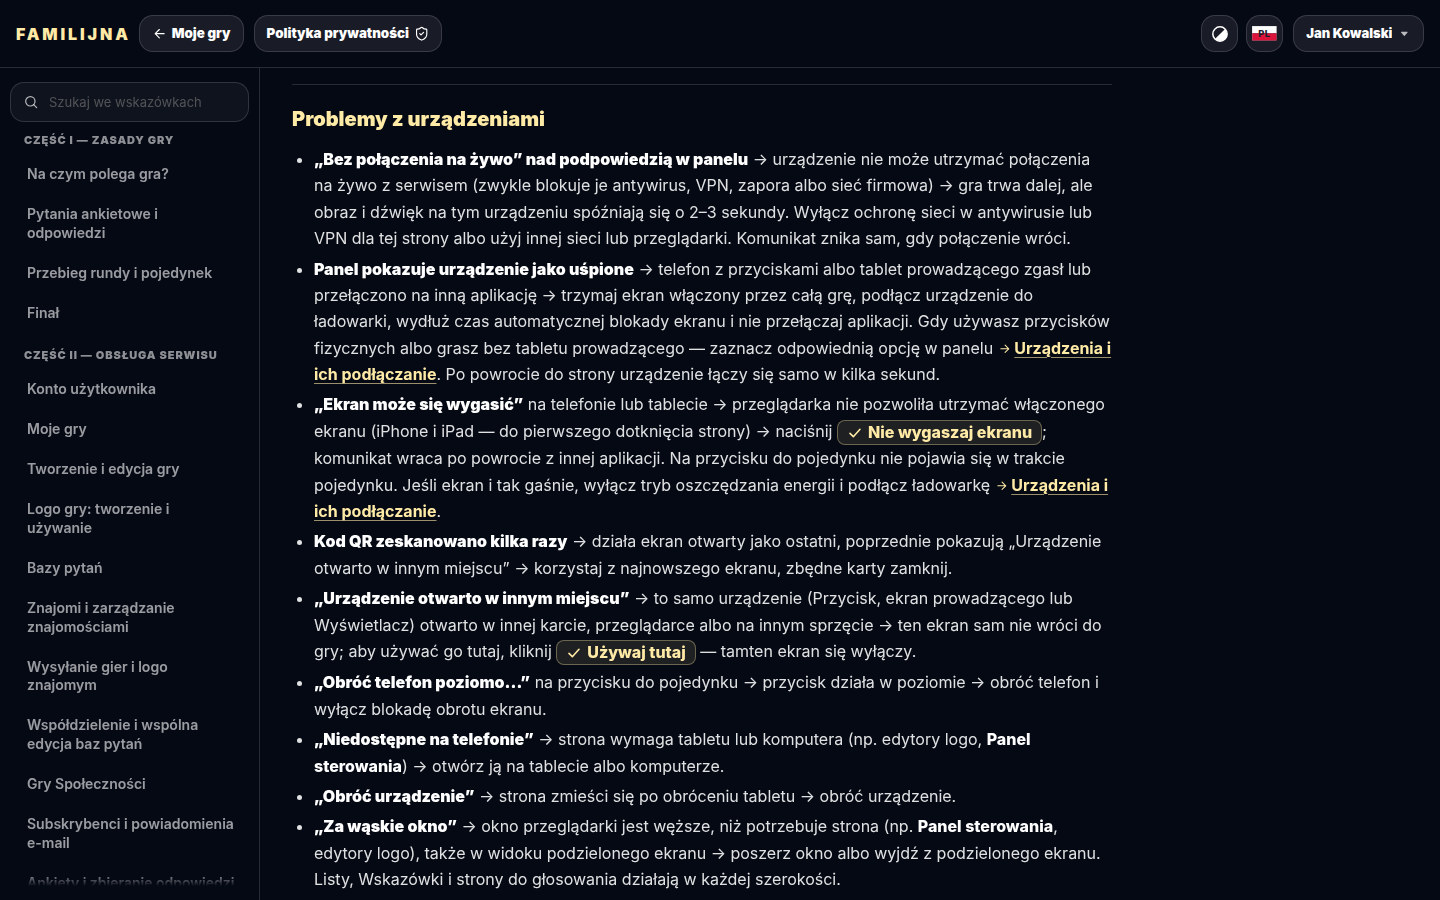 FAMILIJNA
← Moje gry
Polityka prywatności
PL
Jan Kowalski
Szukaj we wskazówkach
CZĘŚĆ I — ZASADY GRY
Na czym polega gra?
Pytania ankietowe i
odpowiedzi
Przebieg rundy i pojedynek
Finał
CZĘŚĆ II — OBSŁUGA SERWISU
Konto użytkownika
Moje gry
Tworzenie i edycja gry
Logo gry: tworzenie i
używanie
Bazy pytań
Znajomi i zarządzanie
znajomościami
Wysyłanie gier i logo
znajomym
Współdzielenie i wspólna
edycja baz pytań
Gry Społeczności
Subskrybenci i powiadomienia
e-mail
Ankiety i zbieranie odpowiedzi
Problemy z urządzeniami
• „Bez połączenia na żywo” nad podpowiedzią w panelu → urządzenie nie może utrzymać połączenia
na żywo z serwisem (zwykle blokuje je antywirus, VPN, zapora albo sieć firmowa) → gra trwa dalej, ale
obraz i dźwięk na tym urządzeniu spóźniają się o 2–3 sekundy. Wyłącz ochronę sieci w antywirusie lub
VPN dla tej strony albo użyj innej sieci lub przeglądarki. Komunikat znika sam, gdy połączenie wróci.
• Panel pokazuje urządzenie jako uśpione → telefon z przyciskami albo tablet prowadzącego zgasł lub
przełączono na inną aplikację → trzymaj ekran włączony przez całą grę, podłącz urządzenie do
ładowarki, wydłuż czas automatycznej blokady ekranu i nie przełączaj aplikacji. Gdy używasz przycisków
fizycznych albo grasz bez tabletu prowadzącego — zaznacz odpowiednią opcję w panelu → Urządzenia i
ich podłączanie. Po powrocie do strony urządzenie łączy się samo w kilka sekund.
• „Ekran może się wygasić” na telefonie lub tablecie → przeglądarka nie pozwoliła utrzymać włączonego
ekranu (iPhone i iPad — do pierwszego dotknięcia strony) → naciśnij ✓ Nie wygaszaj ekranu;
komunikat wraca po powrocie z innej aplikacji. Na przycisku do pojedynku nie pojawia się w trakcie
pojedynku. Jeśli ekran i tak gaśnie, wyłącz tryb oszczędzania energii i podłącz ładowarkę → Urządzenia i
ich podłączanie.
• Kod QR zeskanowano kilka razy → działa ekran otwarty jako ostatni, poprzednie pokazują „Urządzenie
otwarto w innym miejscu” → korzystaj z najnowszego ekranu, zbędne karty zamknij.
• „Urządzenie otwarto w innym miejscu” → to samo urządzenie (Przycisk, ekran prowadzącego lub
Wyświetlacz) otwarto w innej karcie, przeglądarce albo na innym sprzęcie → ten ekran sam nie wróci do
gry; aby używać go tutaj, kliknij ✓ Używaj tutaj — tamten ekran się wyłączy.
• „Obróć telefon poziomo…” na przycisku do pojedynku → przycisk działa w poziomie → obróć telefon i
wyłącz blokadę obrotu ekranu.
• „Niedostępne na telefonie” → strona wymaga tabletu lub komputera (np. edytory logo, Panel
sterowania) → otwórz ją na tablecie albo komputerze.
• „Obróć urządzenie” → strona zmieści się po obróceniu tabletu → obróć urządzenie.
• „Za wąskie okno” → okno przeglądarki jest węższe, niż potrzebuje strona (np. Panel sterowania,
edytory logo), także w widoku podzielonego ekranu → poszerz okno albo wyjdź z podzielonego ekranu.
Listy, Wskazówki i strony do głosowania działają w każdej szerokości.